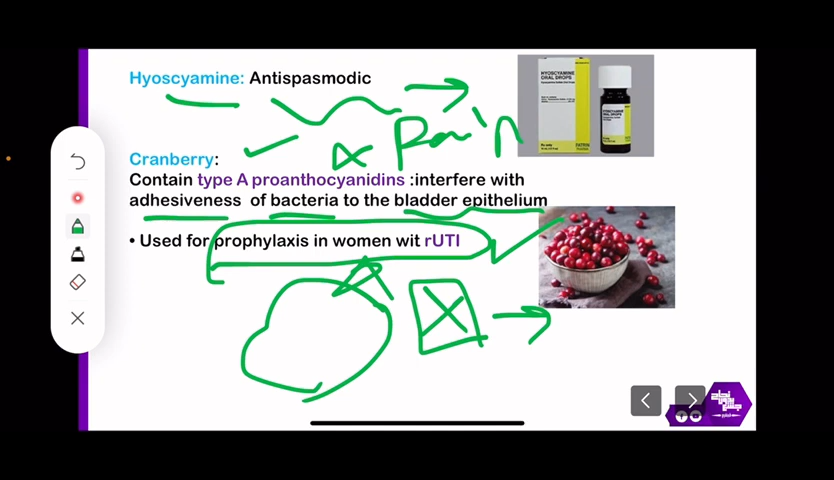 Hyoscyamine: Antispasmodic
HYOSCYAMINE
ORAL DROPS
Pain
Cranberry:
Contain type A proanthocyanidins :interfere with
adhesiveness of bacteria to the bladder epithelium
• Used for prophylaxis in women wit rUTI